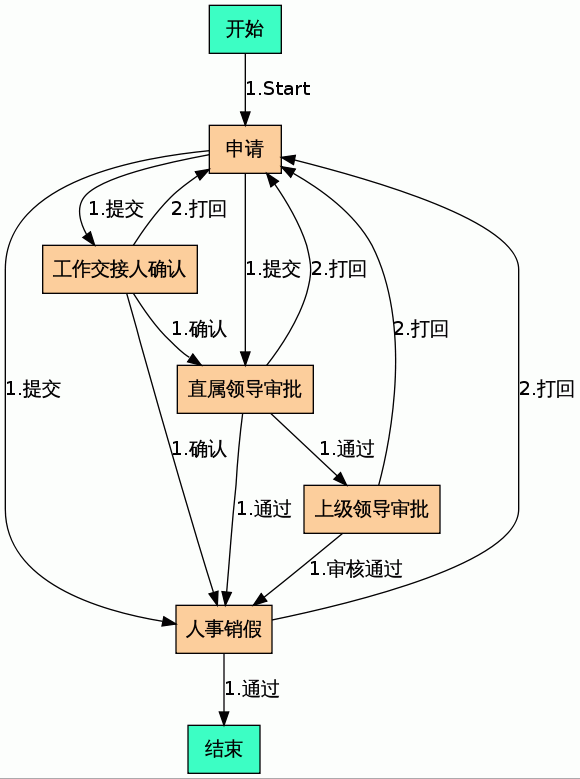 开始
1.Start
申请
1.提交
2.打回
工作交接人确认
1.提交
2.打回
1.确认
2.打回
1.提交
直属领导审批
2.打回
1.确认
1.通过
1.通过
上级领导审批
1.审核通过
人事销假
1.通过
结束